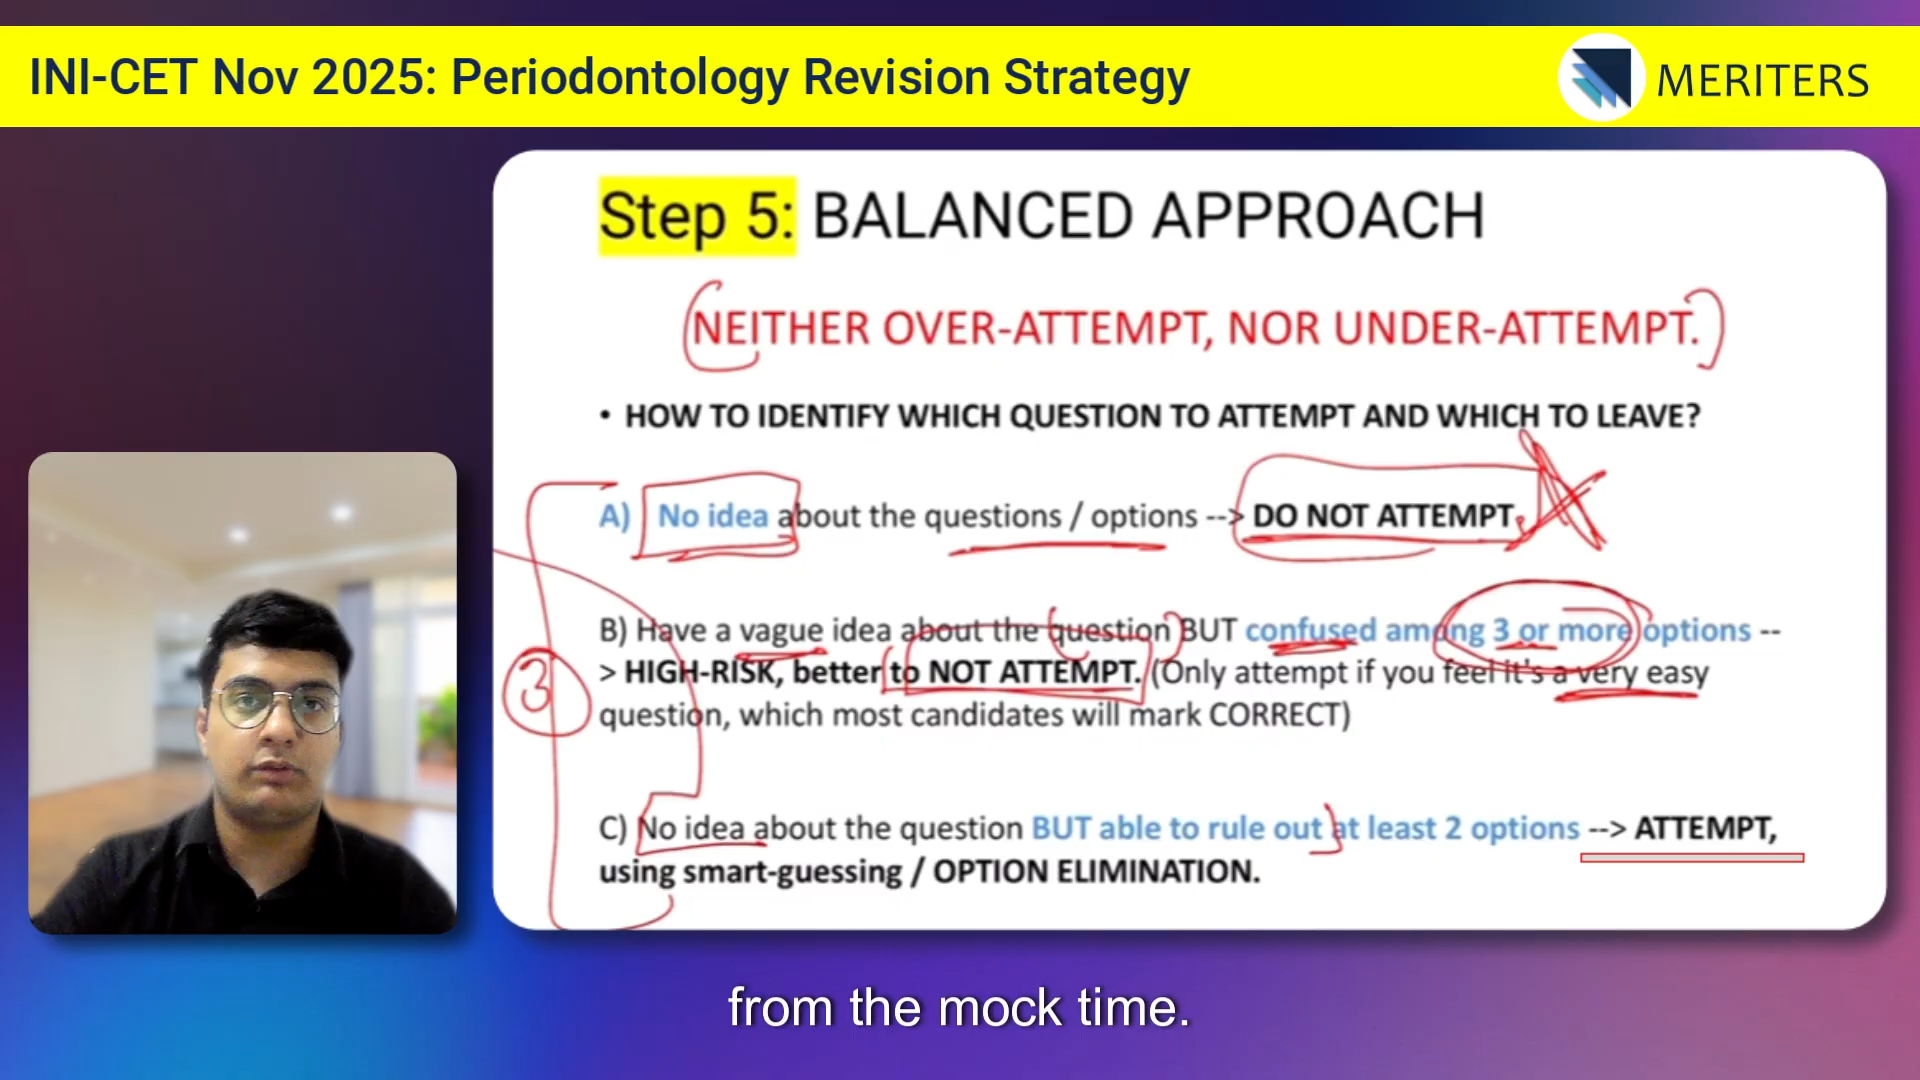 INI-CET Nov 2025: Periodontology Revision Strategy
MERITERS
Step 5: BALANCED APPROACH
NEITHER OVER-ATTEMPT, NOR UNDER-ATTEMPT.
• HOW TO IDENTIFY WHICH QUESTION TO ATTEMPT AND WHICH TO LEAVE?
A) No idea about the questions / options --> DO NOT ATTEMPT.
B) Have a vague idea about the question BUT confused among 3 or more options --
> HIGH-RISK, better to NOT ATTEMPT. (Only attempt if you feel it's a very easy
question, which most candidates will mark CORRECT)
3
C) No idea about the question BUT able to rule out at least 2 options --> ATTEMPT,
using smart-guessing / OPTION ELIMINATION.
from the mock time.